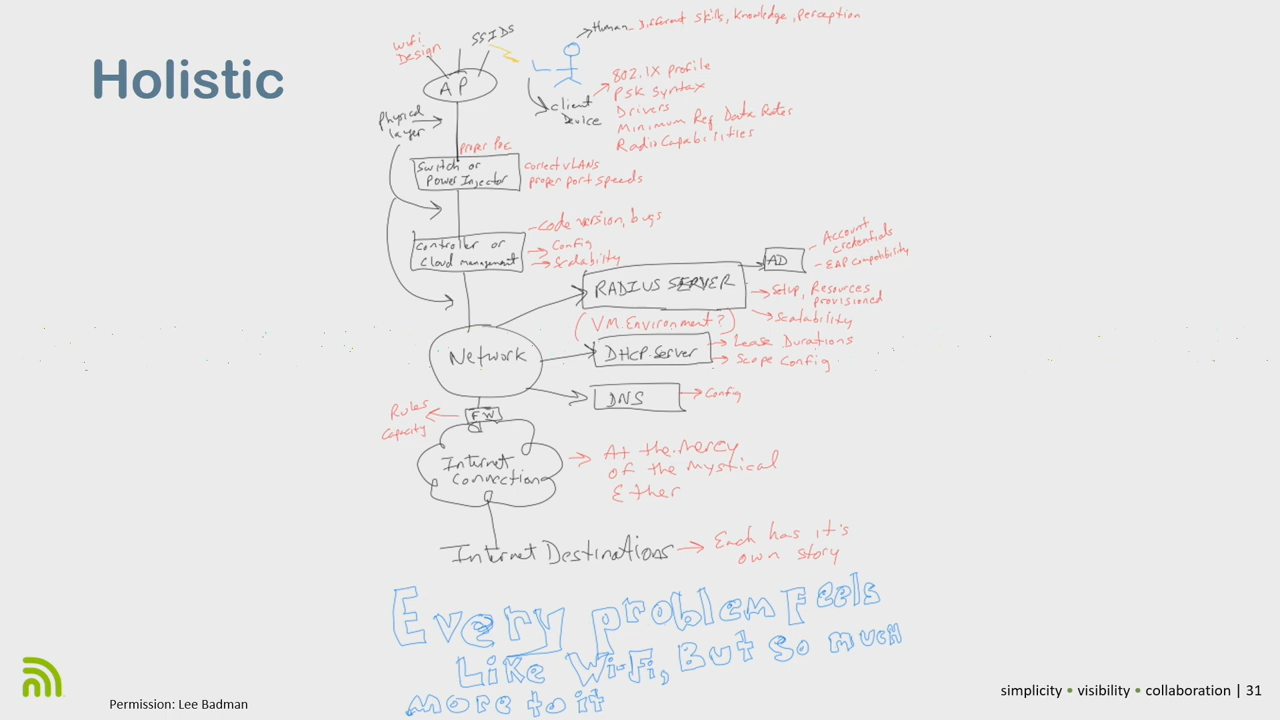 Holistic
Human
Different skills, Knowledge, Perception
SSIDs
WiFi
Design
AP
802.1X profile
PSK Syntax
Drivers
Minimum Req Data Rates
Radio Capabilities
client
Device
Physical
layer
Proper PoE
Switch or
Power Injector
correct VLANs
proper port speeds
code version, bugs
Controller or
Cloud management
Config
Scalability
Account
credentials
EAP Compatibility
AD
RADIUS SERVER
Setup, Resources
provisioned
Scalability
(VM Environment?)
Network
DHCP Server
Lease Durations
Scope Config
DNS
Config
Rules
Capacity
FW
Internet
Connection
At the Mercy
of the Mystical
Ether
Internet Destinations
Each has it's
own story
Every problem Feels
Like Wi-Fi, But So much
more to it
simplicity • visibility • collaboration | 31
Permission: Lee Badman